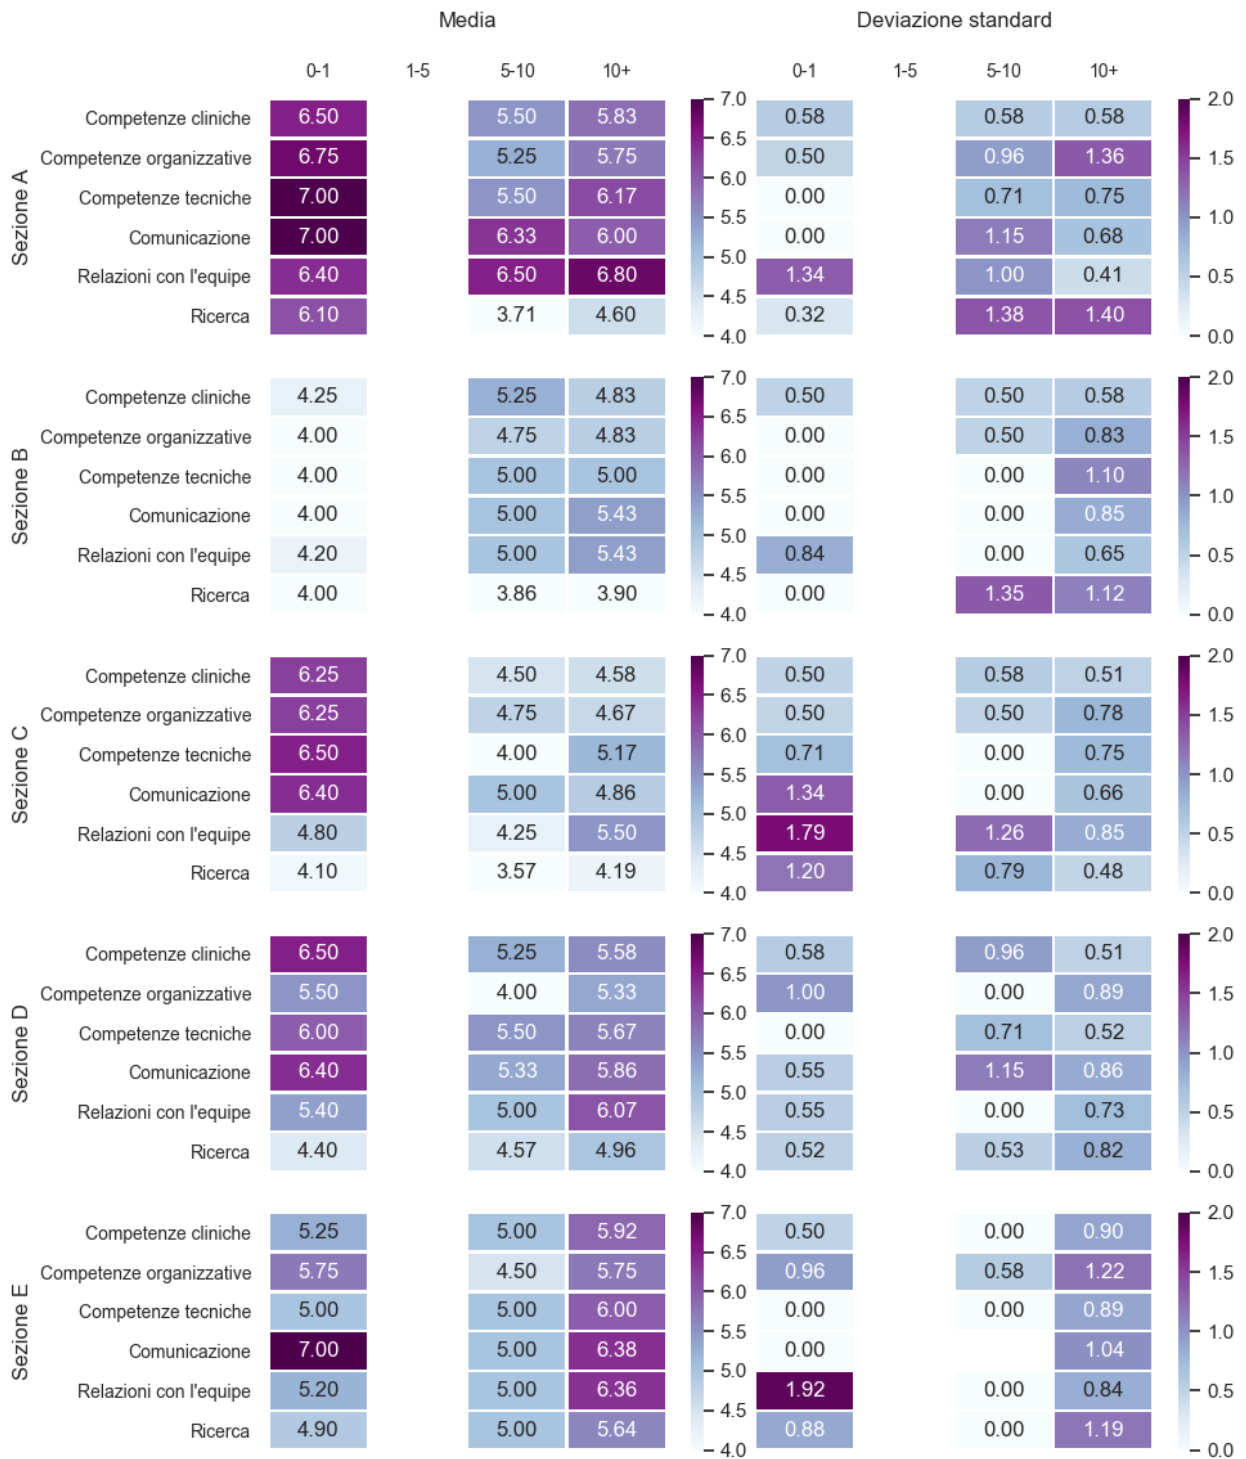 Media Deviazione standard
0-1 1-5 5-10 10+ 0-1 1-5 5-10 10+
Sezione A
Competenze cliniche 6.50 5.50 5.83 0.58 0.58 0.58
Competenze organizzative 6.75 5.25 5.75 0.50 0.96 1.36
Competenze tecniche 7.00 5.50 6.17 0.00 0.71 0.75
Comunicazione 7.00 6.33 6.00 0.00 1.15 0.68
Relazioni con l'equipe 6.40 6.50 6.80 1.34 1.00 0.41
Ricerca 6.10 3.71 4.60 0.32 1.38 1.40
7.0 6.5 6.0 5.5 5.0 4.5 4.0
2.0 1.5 1.0 0.5 0.0
Sezione B
Competenze cliniche 4.25 5.25 4.83 0.50 0.50 0.58
Competenze organizzative 4.00 4.75 4.83 0.00 0.50 0.83
Competenze tecniche 4.00 5.00 5.00 0.00 0.00 1.10
Comunicazione 4.00 5.00 5.43 0.00 0.00 0.85
Relazioni con l'equipe 4.20 5.00 5.43 0.84 0.00 0.65
Ricerca 4.00 3.86 3.90 0.00 1.35 1.12
7.0 6.5 6.0 5.5 5.0 4.5 4.0
2.0 1.5 1.0 0.5 0.0
Sezione C
Competenze cliniche 6.25 4.50 4.58 0.50 0.58 0.51
Competenze organizzative 6.25 4.75 4.67 0.50 0.50 0.78
Competenze tecniche 6.50 4.00 5.17 0.71 0.00 0.75
Comunicazione 6.40 5.00 4.86 1.34 0.00 0.66
Relazioni con l'equipe 4.80 4.25 5.50 1.79 1.26 0.85
Ricerca 4.10 3.57 4.19 1.20 0.79 0.48
7.0 6.5 6.0 5.5 5.0 4.5 4.0
2.0 1.5 1.0 0.5 0.0
Sezione D
Competenze cliniche 6.50 5.25 5.58 0.58 0.96 0.51
Competenze organizzative 5.50 4.00 5.33 1.00 0.00 0.89
Competenze tecniche 6.00 5.50 5.67 0.00 0.71 0.52
Comunicazione 6.40 5.33 5.86 0.55 1.15 0.86
Relazioni con l'equipe 5.40 5.00 6.07 0.55 0.00 0.73
Ricerca 4.40 4.57 4.96 0.52 0.53 0.82
7.0 6.5 6.0 5.5 5.0 4.5 4.0
2.0 1.5 1.0 0.5 0.0
Sezione E
Competenze cliniche 5.25 5.00 5.92 0.50 0.00 0.90
Competenze organizzative 5.75 4.50 5.75 0.96 0.58 1.22
Competenze tecniche 5.00 5.00 6.00 0.00 0.00 0.89
Comunicazione 7.00 5.00 6.38 0.00 1.04
Relazioni con l'equipe 5.20 5.00 6.36 1.92 0.00 0.84
Ricerca 4.90 5.00 5.64 0.88 0.00 1.19
7.0 6.5 6.0 5.5 5.0 4.5 4.0
2.0 1.5 1.0 0.5 0.0